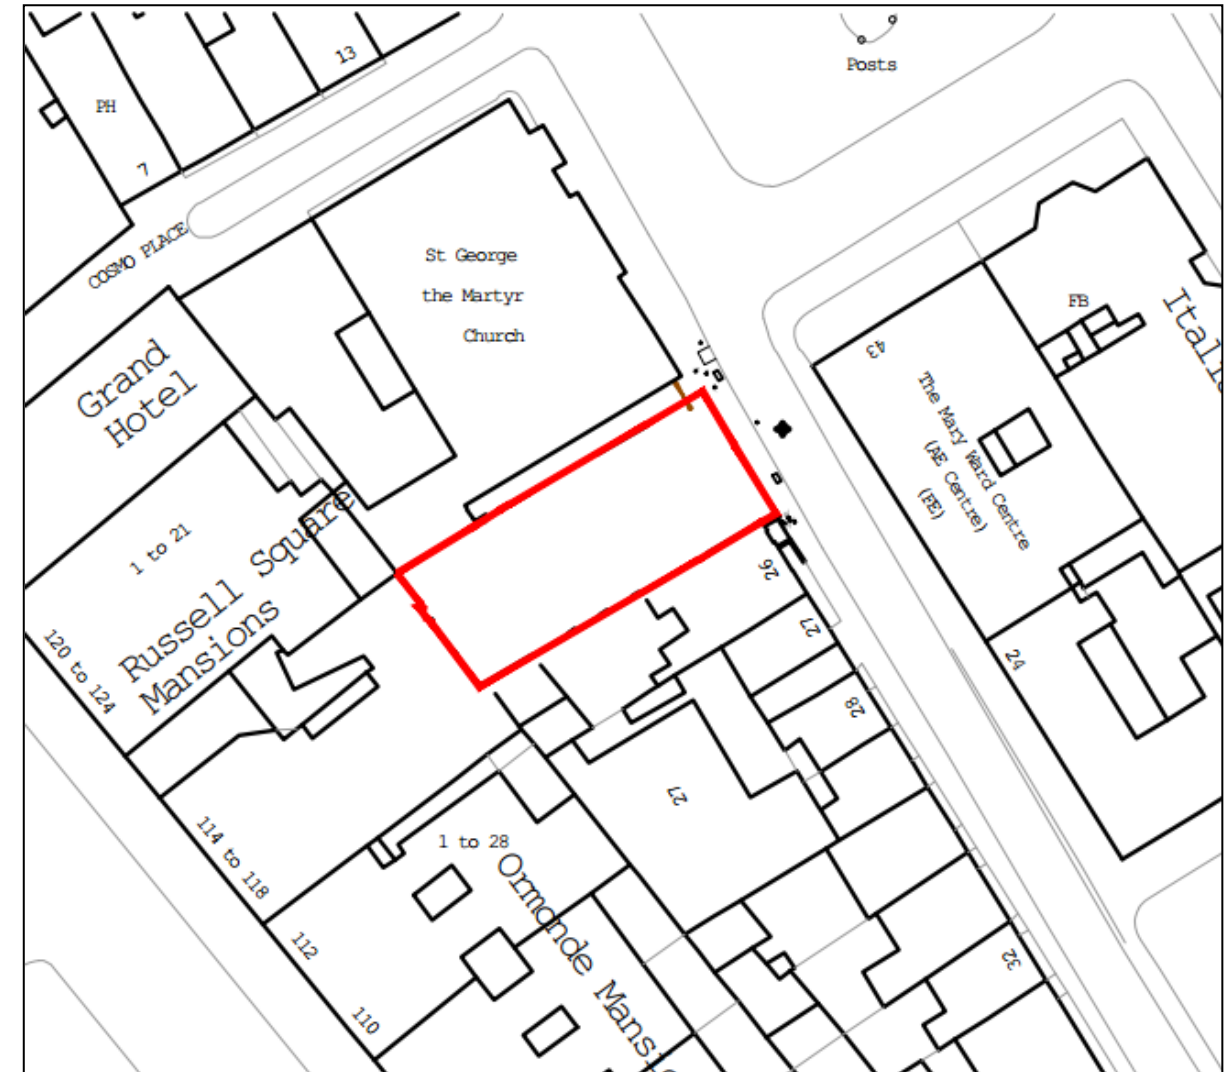 13
Posts
PH
7
COSMO PLACE
St George
the Martyr
Church
FB
43
Grand
Hotel
The Mary Ward Centre
(AE Centre)
(FE)
1 to 21
Russell Square
Mansions
26
27
120 to 124
24
28
27
114 to 118
1 to 28
Ormonde Mansi
112
32
110